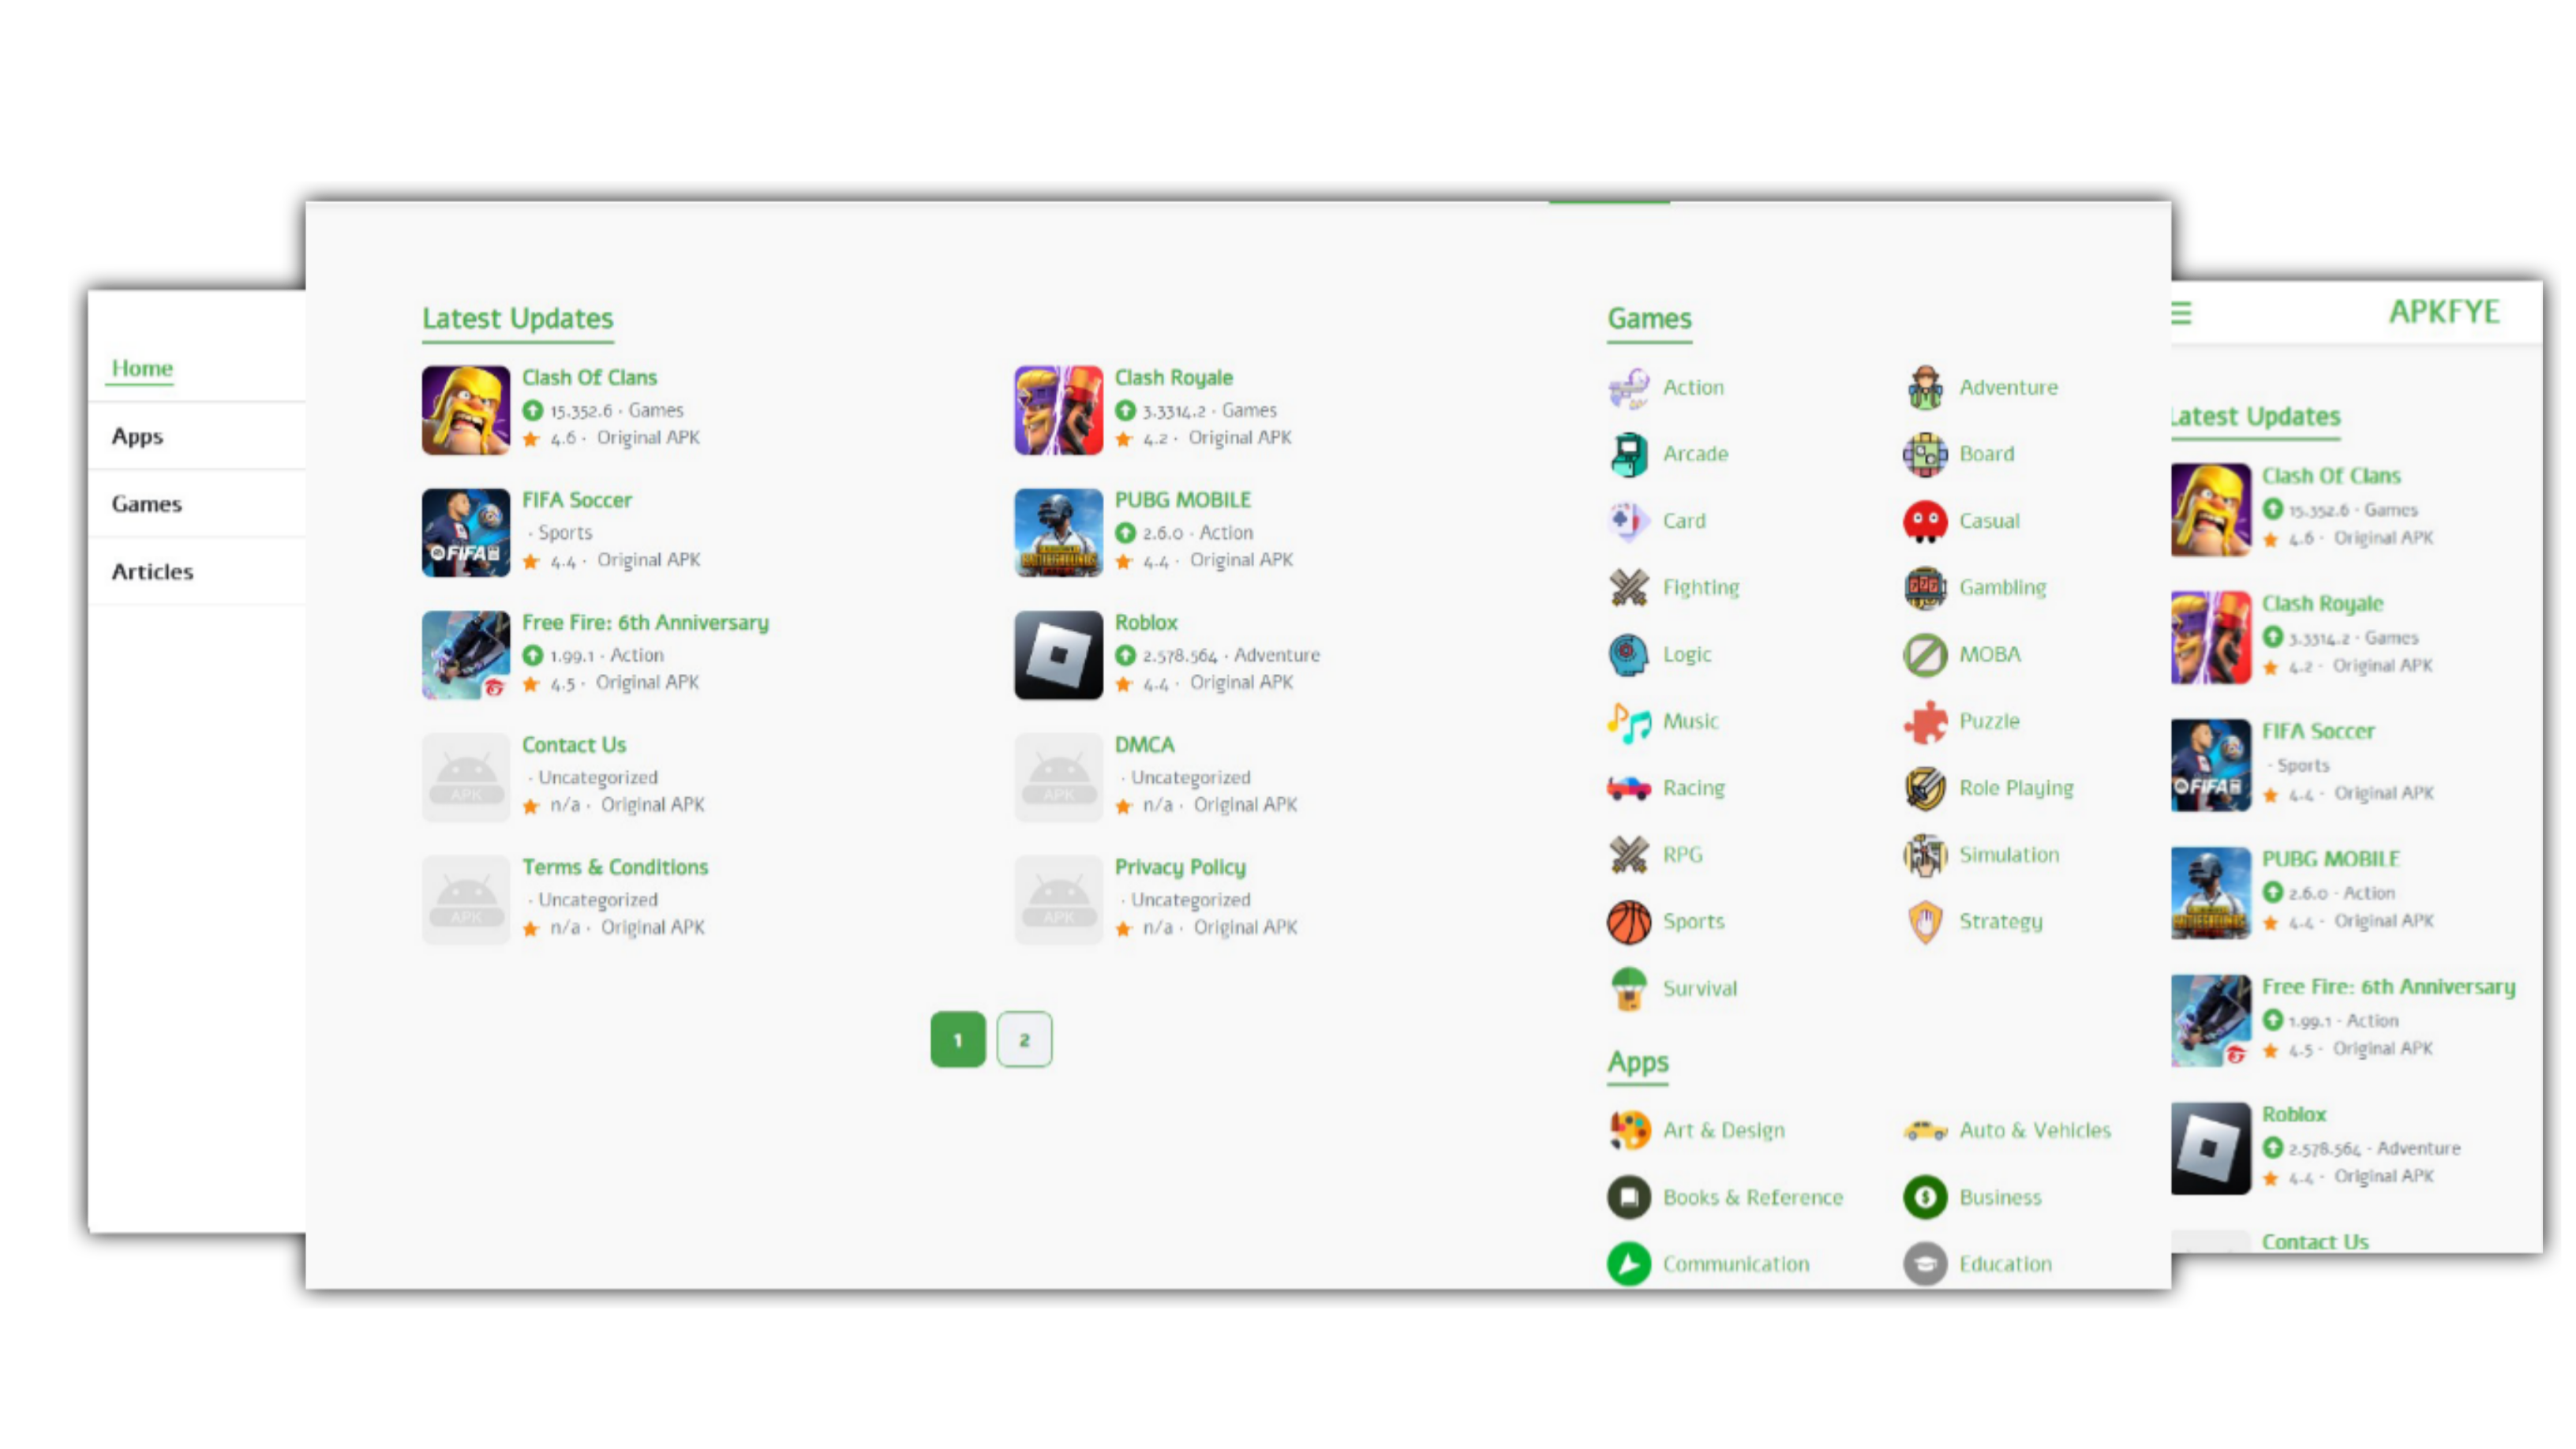 Home
Apps
Games
Articles
Latest Updates
Clash Of Clans
15.352.6 · Games
4.6 · Original APK
Clash Royale
3.3314.2 · Games
4.2 · Original APK
FIFA Soccer
· Sports
4.4 · Original APK
PUBG MOBILE
2.6.0 · Action
4.4 · Original APK
Free Fire: 6th Anniversary
1.99.1 · Action
4.5 · Original APK
Roblox
2.578.564 · Adventure
4.4 · Original APK
Contact Us
· Uncategorized
n/a · Original APK
DMCA
· Uncategorized
n/a · Original APK
Terms & Conditions
· Uncategorized
n/a · Original APK
Privacy Policy
· Uncategorized
n/a · Original APK
APK
APK
APK
APK
FIFA
1
2
Games
Action
Adventure
Arcade
Board
Card
Casual
Fighting
Gambling
Logic
MOBA
Music
Puzzle
Racing
Role Playing
RPG
Simulation
Sports
Strategy
Survival
Apps
Art & Design
Auto & Vehicles
Books & Reference
Business
Communication
Education
APKFYE
Latest Updates
Clash Of Clans
15.352.6 · Games
4.6 · Original APK
Clash Royale
3.3314.2 · Games
4.2 · Original APK
FIFA Soccer
· Sports
4.4 · Original APK
FIFA
PUBG MOBILE
2.6.0 · Action
4.4 · Original APK
Free Fire: 6th Anniversary
1.99.1 · Action
4.5 · Original APK
Roblox
2.578.564 · Adventure
4.4 · Original APK
Contact Us